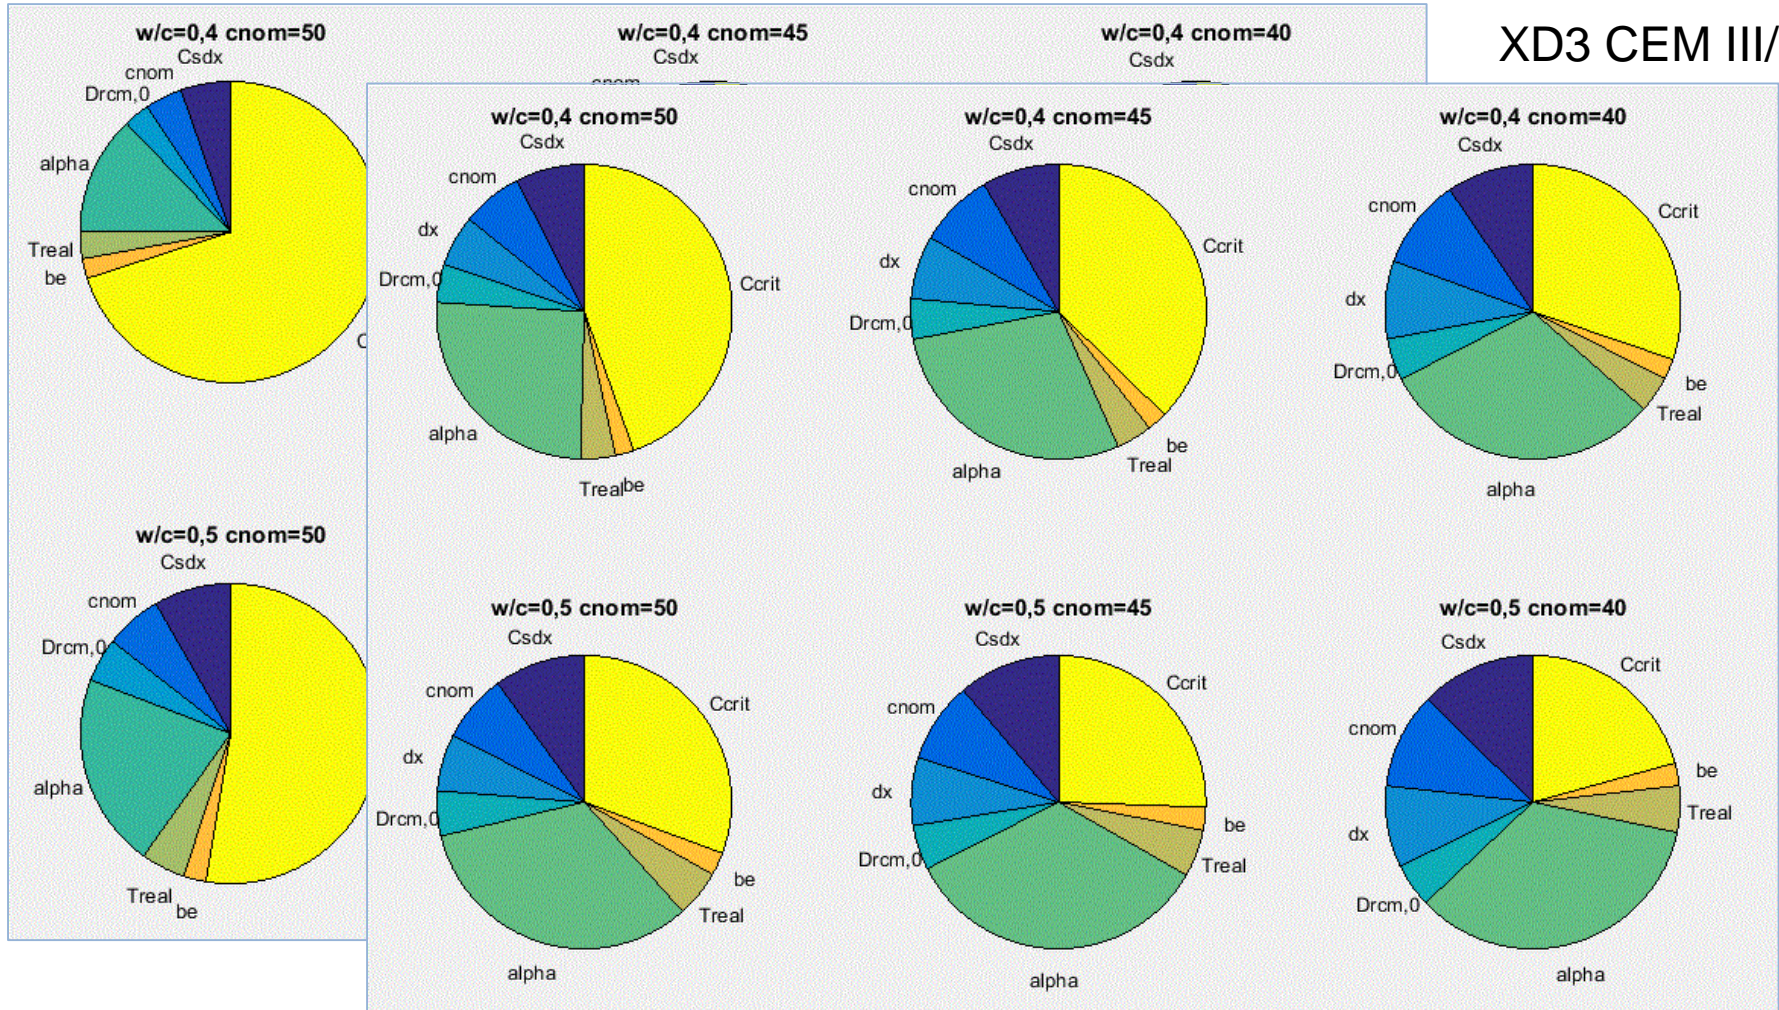 XD3 CEM III/
w/c=0,4 cnom=50
w/c=0,4 cnom=45
w/c=0,4 cnom=40
Csdx
Csdx
Csdx
cnom
Drcm,0
alpha
Treal
be
w/c=0,5 cnom=50
Csdx
cnom
Drcm,0
alpha
Treal
be
w/c=0,4 cnom=50
Csdx
cnom
dx
Drcm,0
alpha
Treal
be
Ccrit
w/c=0,4 cnom=45
Csdx
cnom
dx
Drcm,0
alpha
Treal
be
Ccrit
w/c=0,4 cnom=40
Csdx
cnom
dx
Drcm,0
alpha
Treal
be
Ccrit
w/c=0,5 cnom=50
Csdx
cnom
dx
Drcm,0
alpha
Treal
be
Ccrit
w/c=0,5 cnom=45
Csdx
cnom
dx
Drcm,0
alpha
Treal
be
Ccrit
w/c=0,5 cnom=40
Csdx
cnom
dx
Drcm,0
alpha
Treal
be
Ccrit